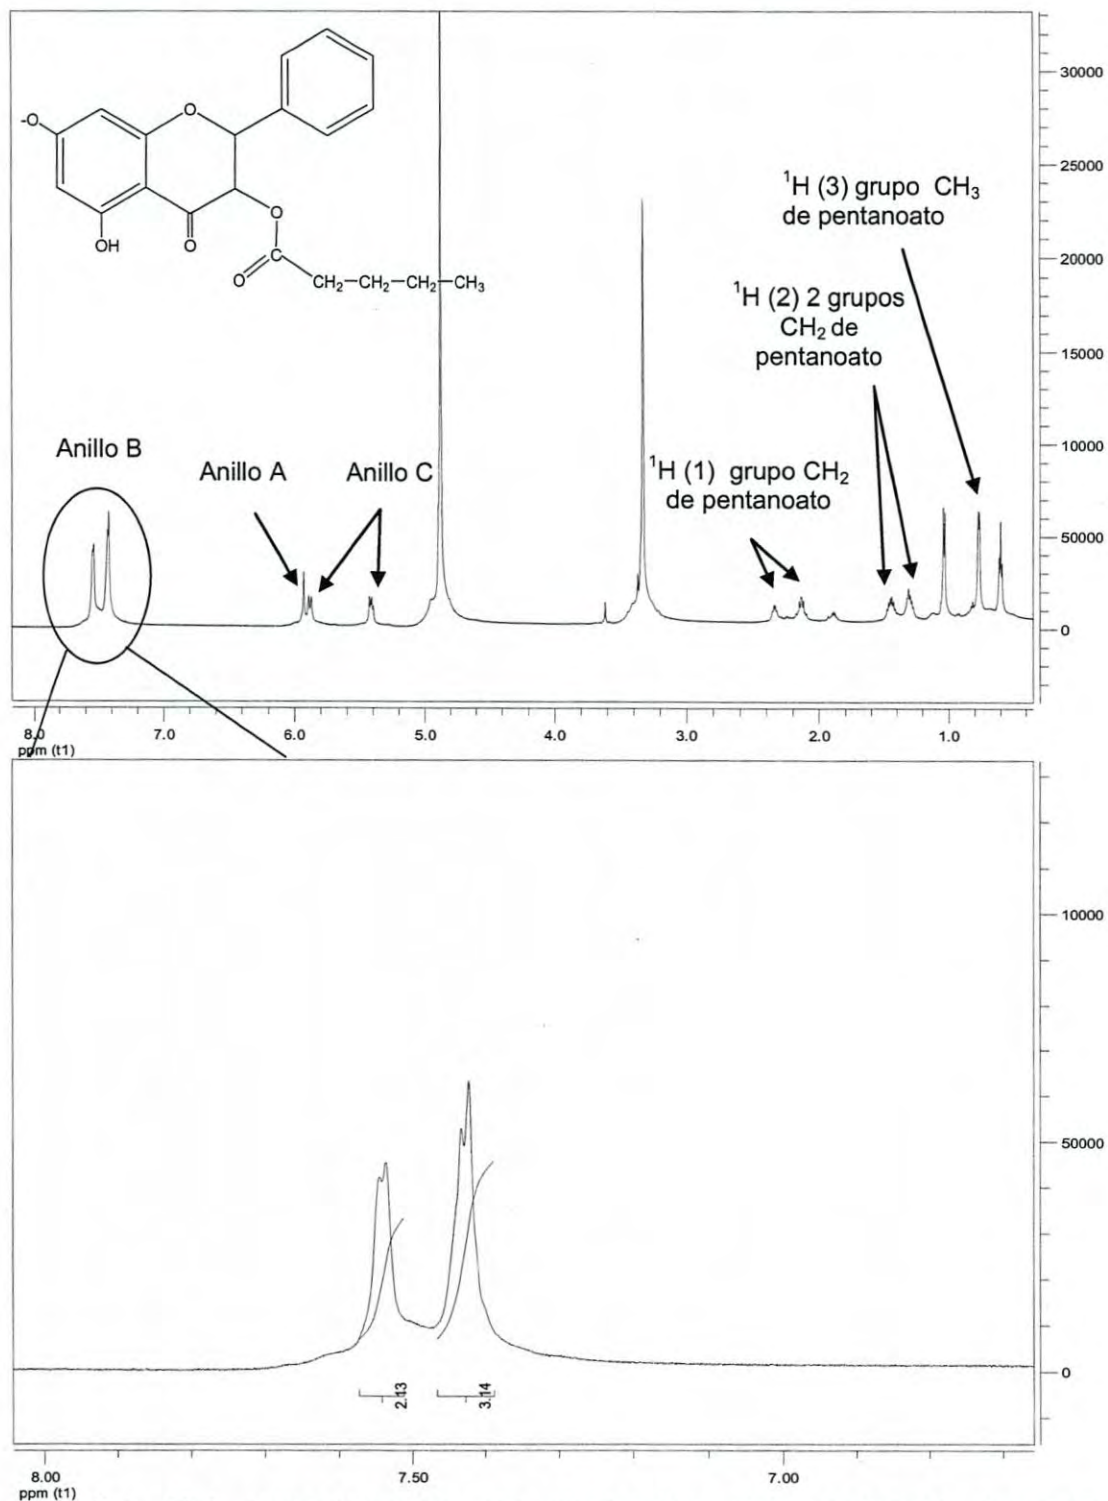 O
-O
O
C
OH
O
O
CH₂-CH₂-CH₂-CH₃
30000
25000
20000
15000
10000
50000
0
¹H (3) grupo CH₃
de pentanoato
¹H (2) 2 grupos
CH₂ de
pentanoato
Anillo B
Anillo A
Anillo C
¹H (1) grupo CH₂
de pentanoato
8.0
7.0
6.0
5.0
4.0
3.0
2.0
1.0
ppm (t1)
10000
50000
0
2.13
3.14
8.00
7.50
7.00
ppm (t1)